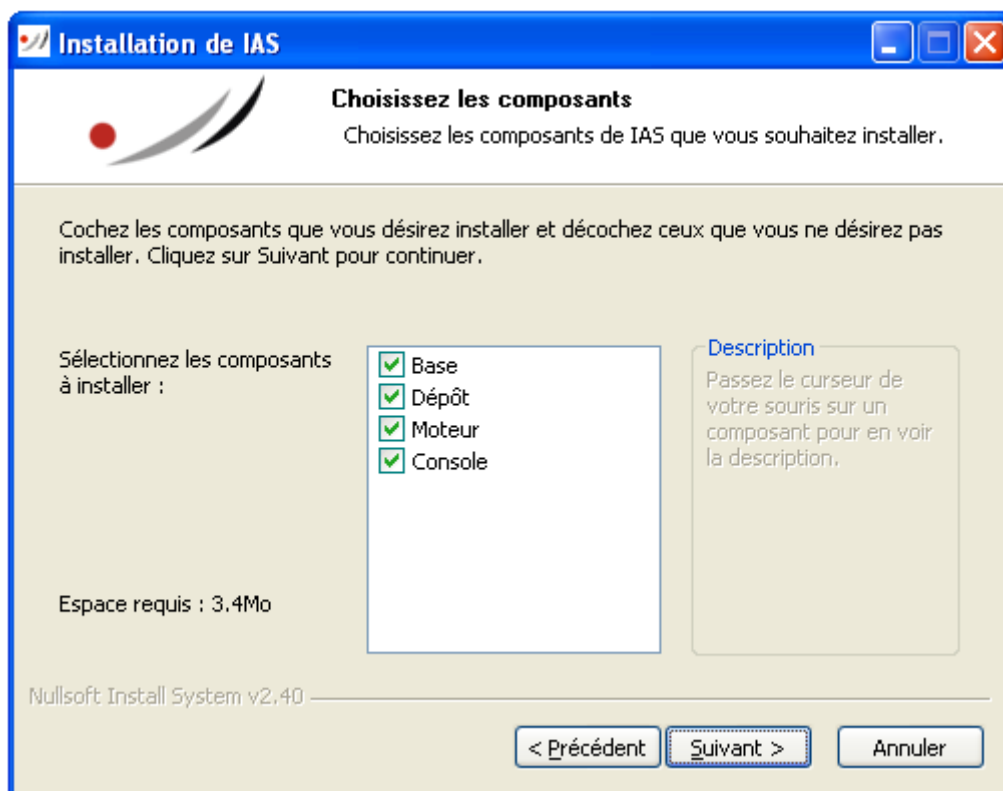 Installation de IAS
Choisissez les composants
Choisissez les composants de IAS que vous souhaitez installer.
Cochez les composants que vous désirez installer et décochez ceux que vous ne désirez pas
installer. Cliquez sur Suivant pour continuer.
Sélectionnez les composants
à installer :
Base
Dépôt
Moteur
Console
Description
Passez le curseur de
votre souris sur un
composant pour en voir
la description.
Espace requis : 3.4Mo
Nullsoft Install System v2.40
< Précédent
Suivant >
Annuler